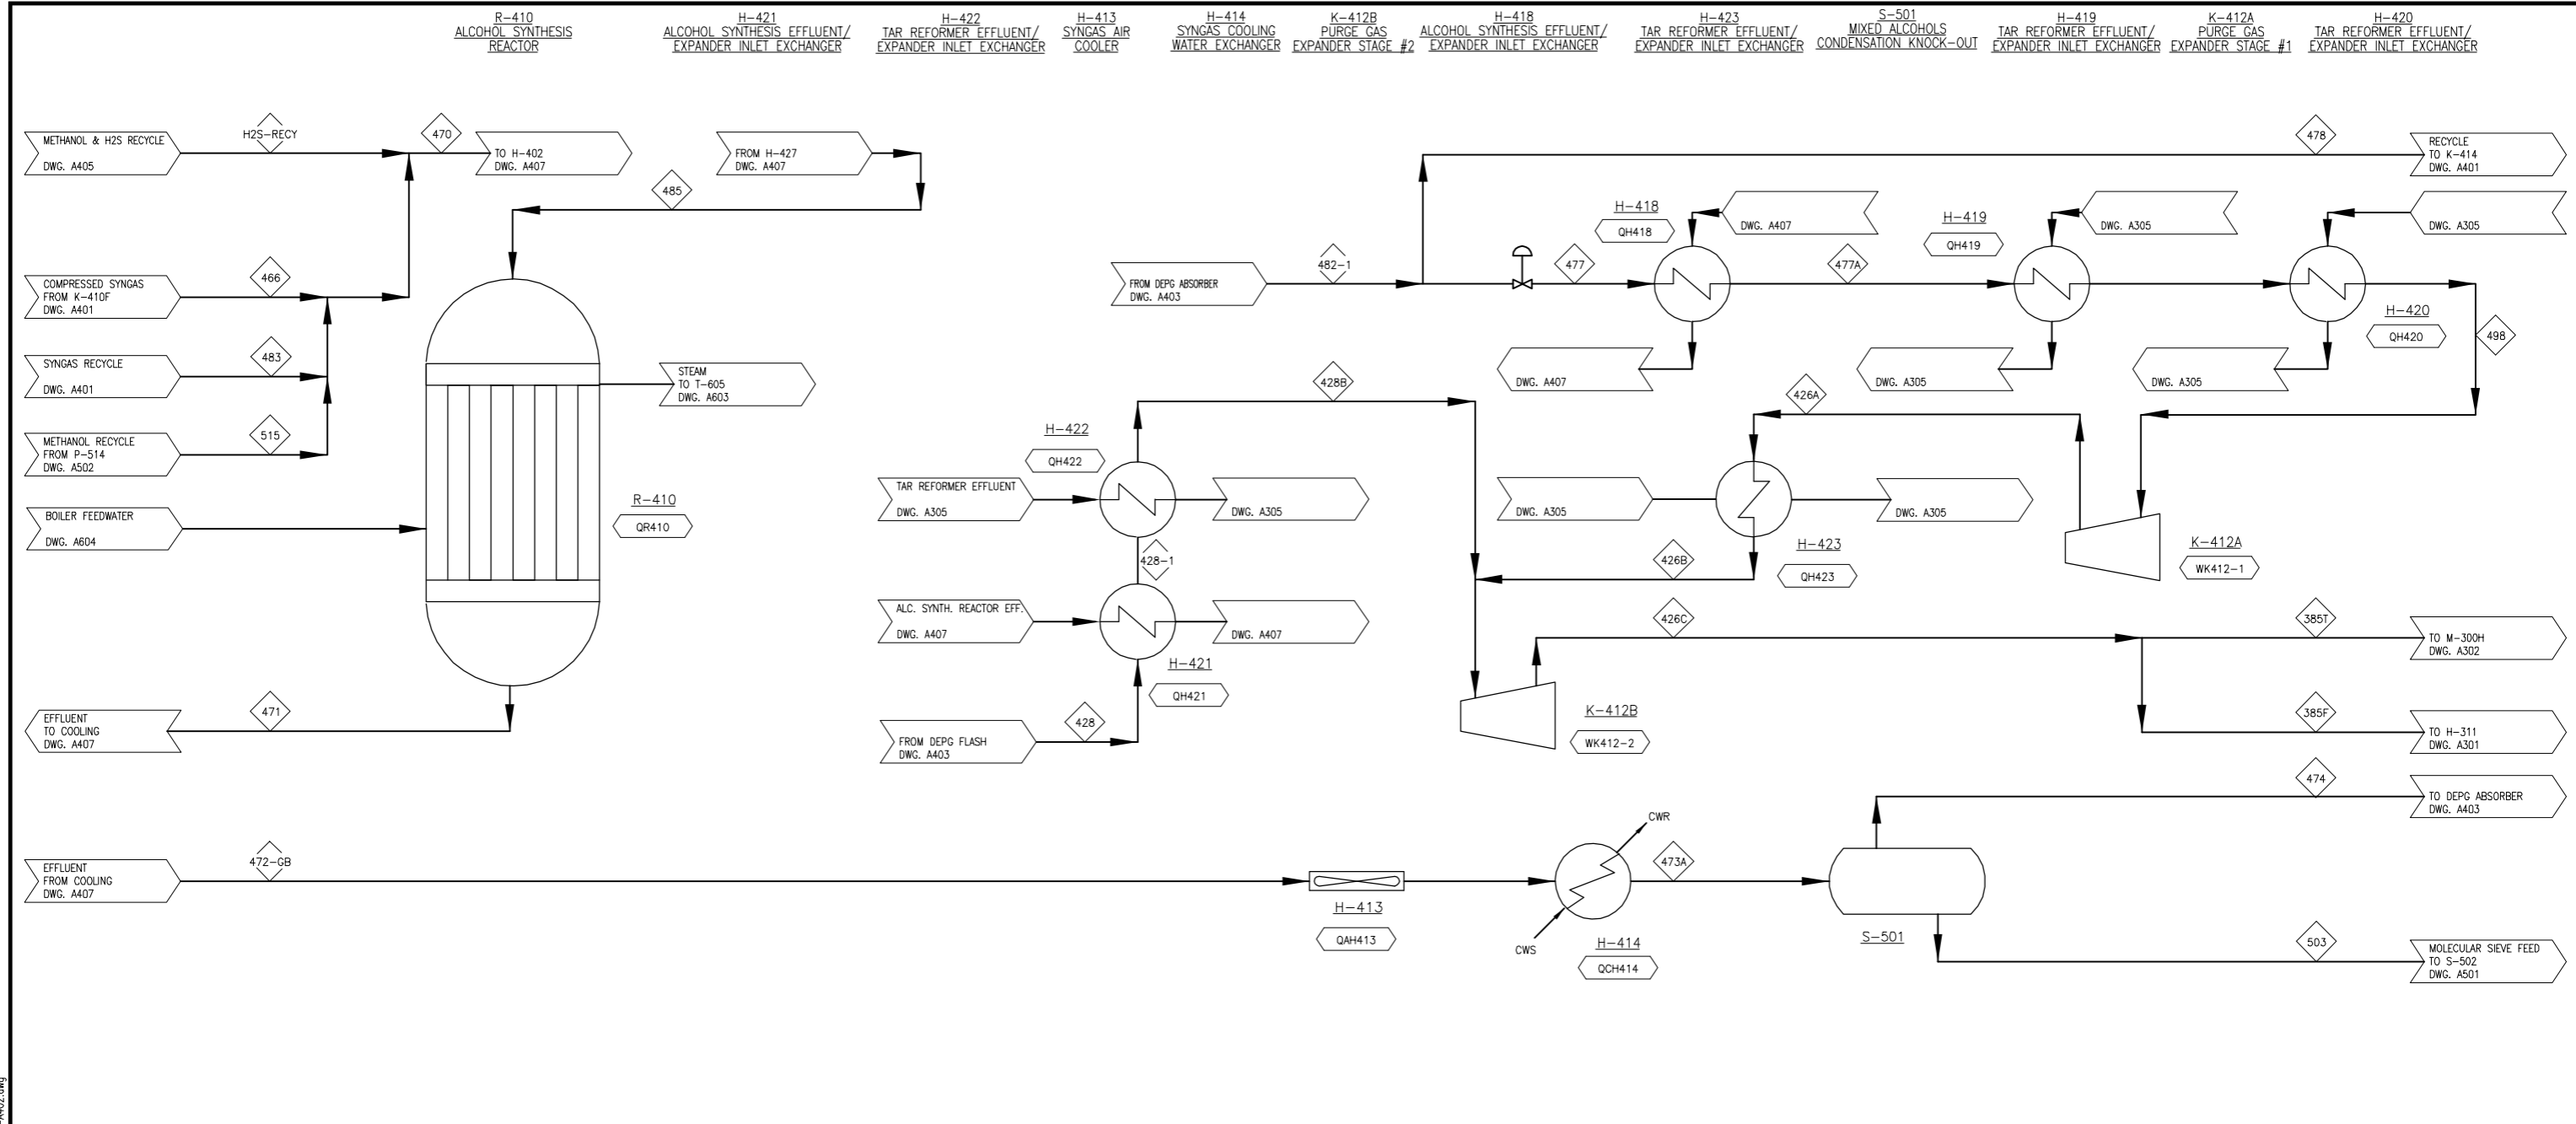 R-410
ALCOHOL SYNTHESIS
REACTOR
H-421
ALCOHOL SYNTHESIS EFFLUENT/
EXPANDER INLET EXCHANGER
H-422
TAR REFORMER EFFLUENT/
EXPANDER INLET EXCHANGER
H-413
SYNGAS AIR
COOLER
H-414
SYNGAS COOLING
WATER EXCHANGER
K-412B
PURGE GAS
EXPANDER STAGE #2
H-418
ALCOHOL SYNTHESIS EFFLUENT/
EXPANDER INLET EXCHANGER
H-423
TAR REFORMER EFFLUENT/
EXPANDER INLET EXCHANGER
S-501
MIXED ALCOHOLS
CONDENSATION KNOCK-OUT
H-419
TAR REFORMER EFFLUENT/
EXPANDER INLET EXCHANGER
K-412A
PURGE GAS
EXPANDER STAGE #1
H-420
TAR REFORMER EFFLUENT/
EXPANDER INLET EXCHANGER
METHANOL & H2S RECYCLE
DWG. A405
H2S-RECY
470
TO H-402
DWG. A407
FROM H-427
DWG. A407
485
478
RECYCLE
TO K-414
DWG. A401
COMPRESSED SYNGAS
FROM K-410F
DWG. A401
466
SYNGAS RECYCLE
DWG. A401
483
METHANOL RECYCLE
FROM P-514
DWG. A502
515
BOILER FEEDWATER
DWG. A604
STEAM
TO T-605
DWG. A603
R-410
QR410
EFFLUENT
TO COOLING
DWG. A407
471
FROM DEPG ABSORBER
DWG. A403
482-1
477
H-418
QH418
DWG. A407
DWG. A407
477A
H-419
QH419
DWG. A305
DWG. A305
DWG. A305
DWG. A305
H-420
QH420
498
428B
H-422
QH422
TAR REFORMER EFFLUENT
DWG. A305
DWG. A305
428-1
ALC. SYNTH. REACTOR EFF.
DWG. A407
DWG. A407
H-421
QH421
FROM DEPG FLASH
DWG. A403
428
426A
DWG. A305
DWG. A305
H-423
QH423
426B
K-412A
WK412-1
426C
K-412B
WK412-2
385T
TO M-300H
DWG. A302
385F
TO H-311
DWG. A301
474
TO DEPG ABSORBER
DWG. A403
EFFLUENT
FROM COOLING
DWG. A407
472-GB
H-413
QAH413
CWR
CWS
H-414
QCH414
473A
S-501
503
MOLECULAR SIEVE FEED
TO S-502
DWG. A501